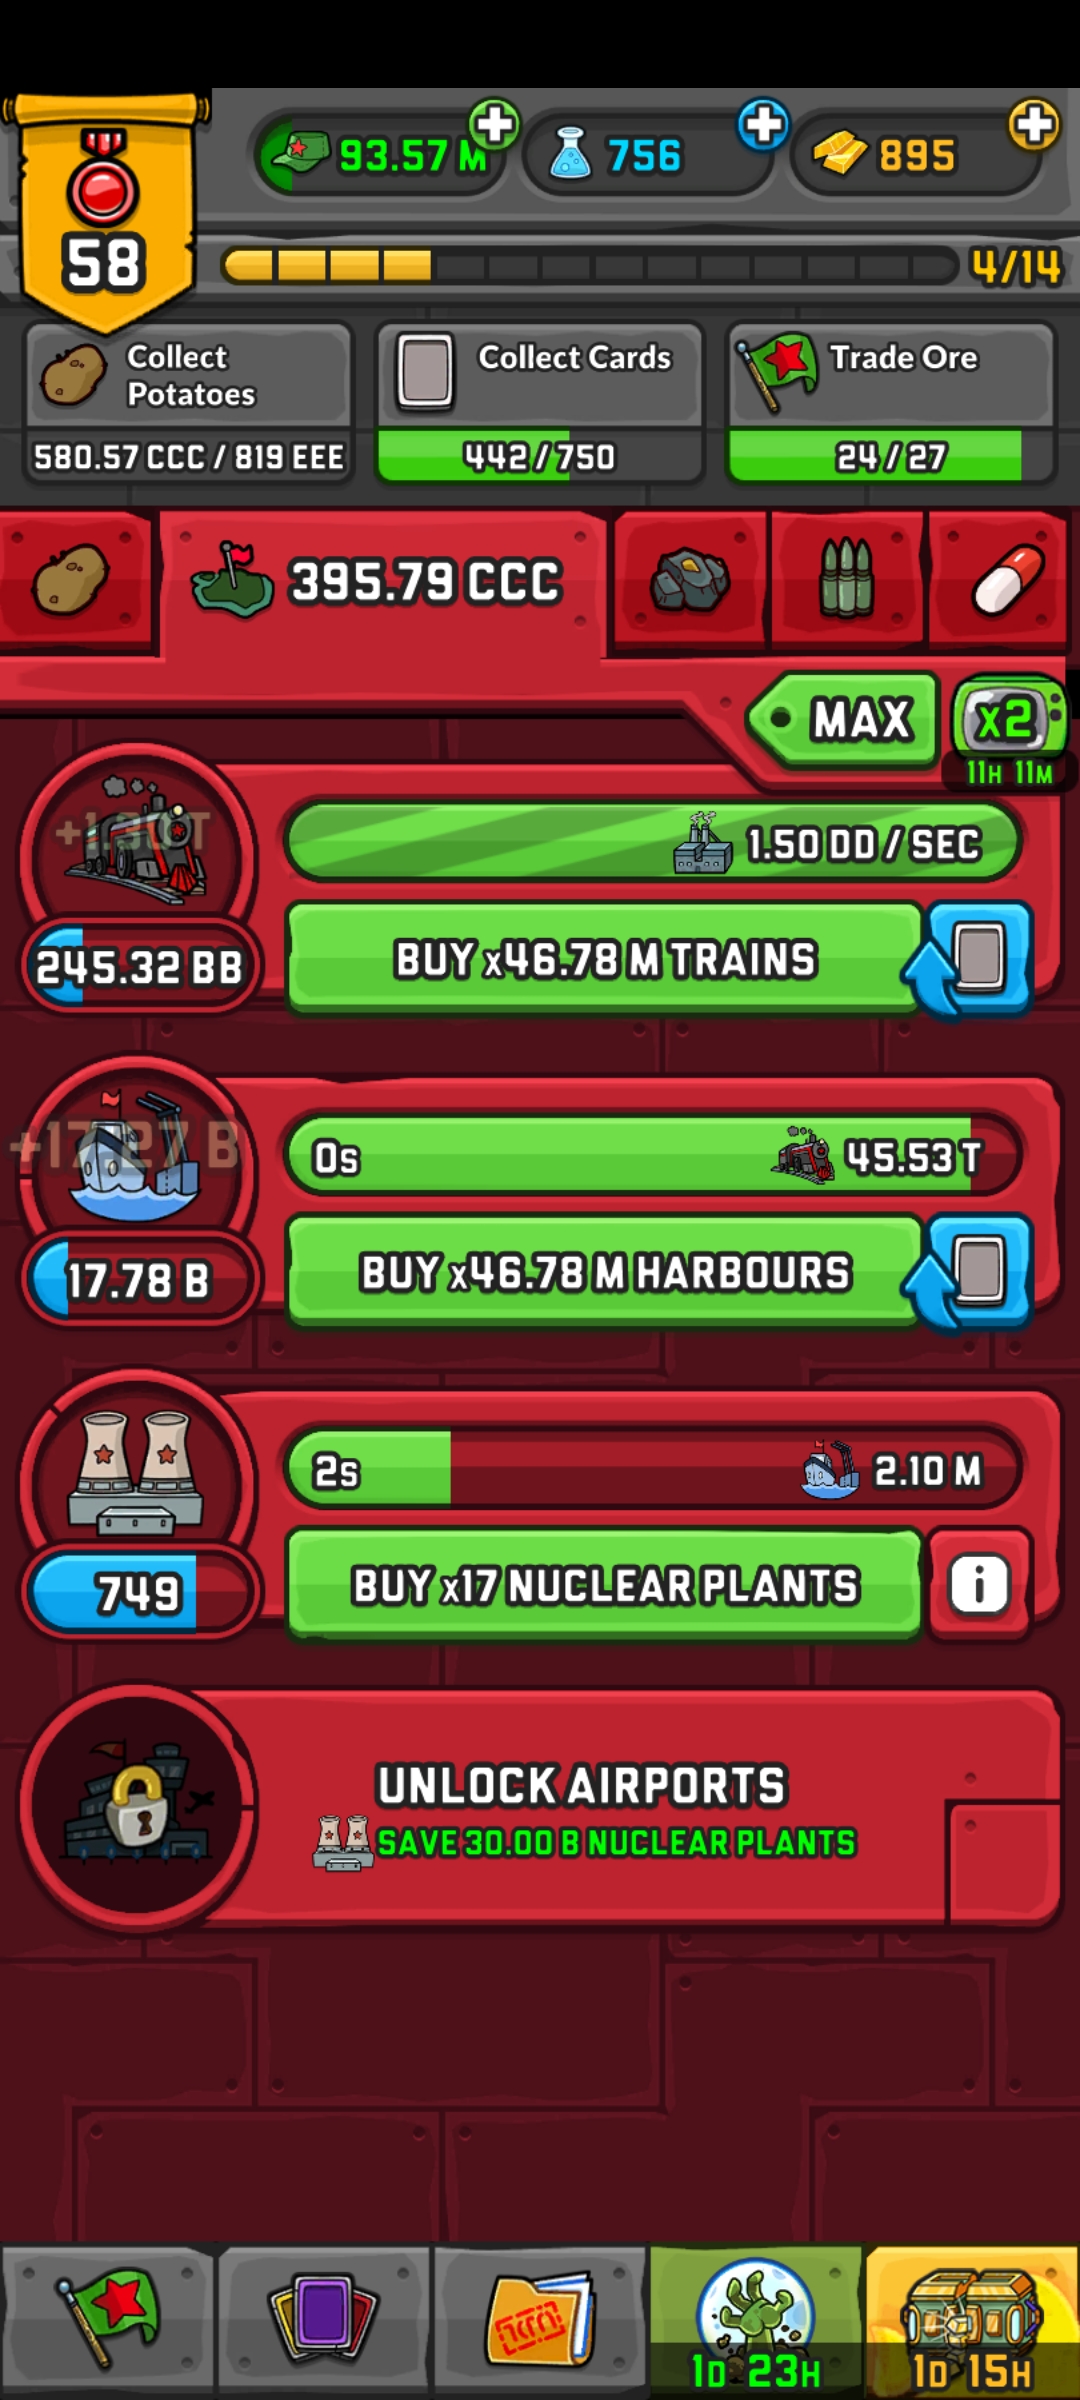 58
93.57 M
756
895
4/14
Collect
Potatoes
580.57 CCC / 819 EEE
Collect Cards
442/750
Trade Ore
24/27
395.79 CCC
MAX
x2
11H 11M
1.50 DD / SEC
245.32 BB
BUY x46.78 M TRAINS
+17.27 B
0s
45.53 T
17.78 B
BUY x46.78 M HARBOURS
2s
2.10 M
749
BUY x17 NUCLEAR PLANTS
i
UNLOCK AIRPORTS
SAVE 30.00 B NUCLEAR PLANTS
1D 23H
1D 15H